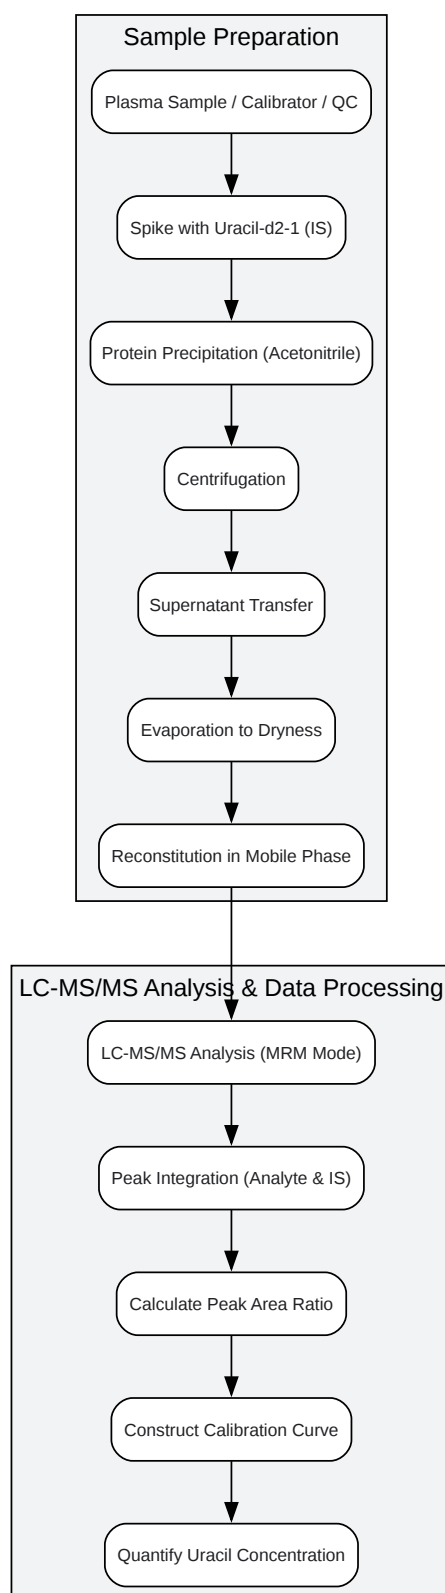 Sample Preparation
Plasma Sample / Calibrator / QC
Spike with Uracil-d2-1 (IS)
Protein Precipitation (Acetonitrile)
Centrifugation
Supernatant Transfer
Evaporation to Dryness
Reconstitution in Mobile Phase
LC-MS/MS Analysis & Data Processing
LC-MS/MS Analysis (MRM Mode)
Peak Integration (Analyte & IS)
Calculate Peak Area Ratio
Construct Calibration Curve
Quantify Uracil Concentration